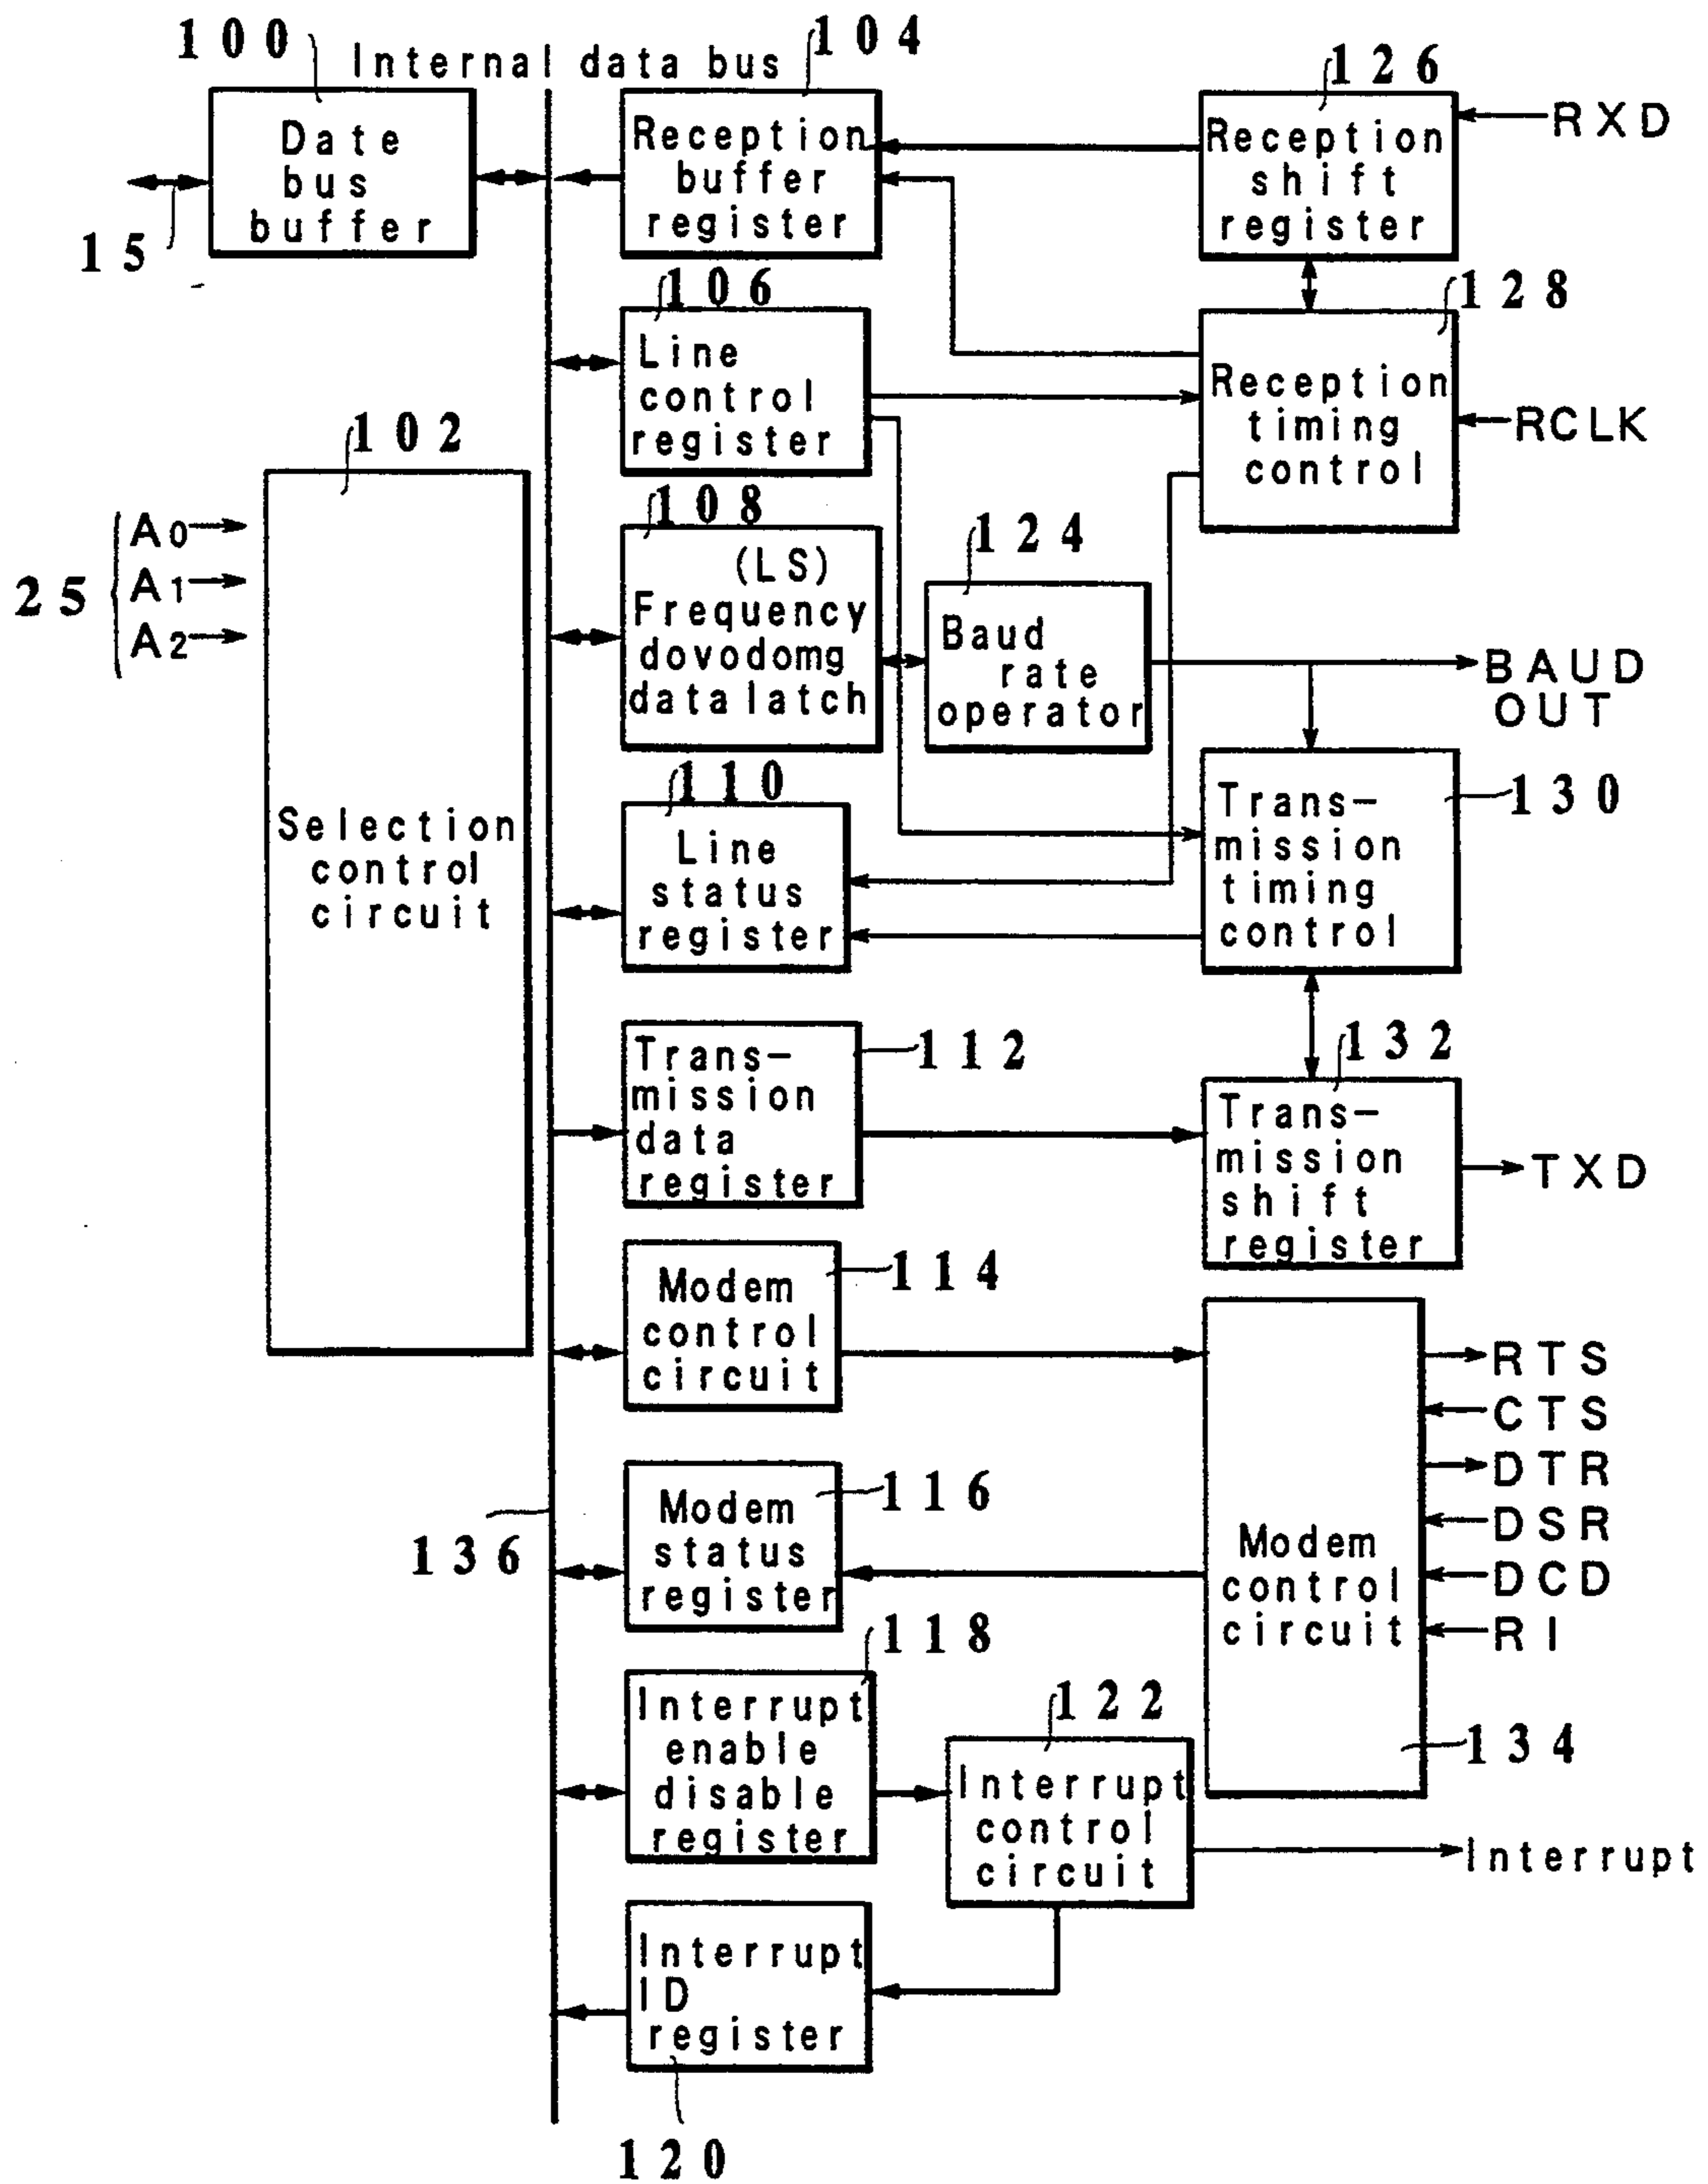 100
Internal data bus
104
126
Date
bus
buffer
Reception
buffer
register
Reception
shift
register
RXD
15
106
128
Line
control
register
Reception
timing
control
RCLK
102
108
124
25
A0
A1
A2
(LS)
Frequency
dovodomg
data latch
Baud
rate
operator
BAUD
OUT
110
130
Selection
control
circuit
Line
status
register
Trans-
mission
timing
control
112
132
Trans-
mission
data
register
Trans-
mission
shift
register
TXD
114
Modem
control
circuit
RTS
CTS
DTR
DSR
DCD
RI
116
136
Modem
status
register
Modem
control
circuit
118
122
134
Interrupt
enable
disable
register
Interrupt
control
circuit
Interrupt
Interrupt
ID
register
120